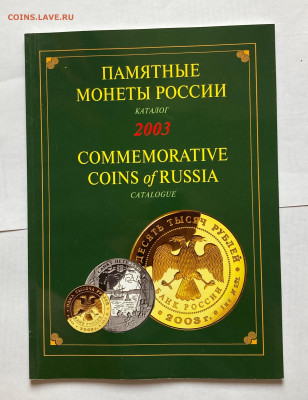 COINS.LAVE.RU
ПАМЯТНЫЕ
МОНЕТЫ РОССИИ
КАТАЛОГ
2003
COMMEMORATIVE
COINS of RUSSIA
CATALOGUE
ДЕСЯТЬ ТЫСЯЧ РУБЛЕЙ
БАНК РОССИИ
2003 г.